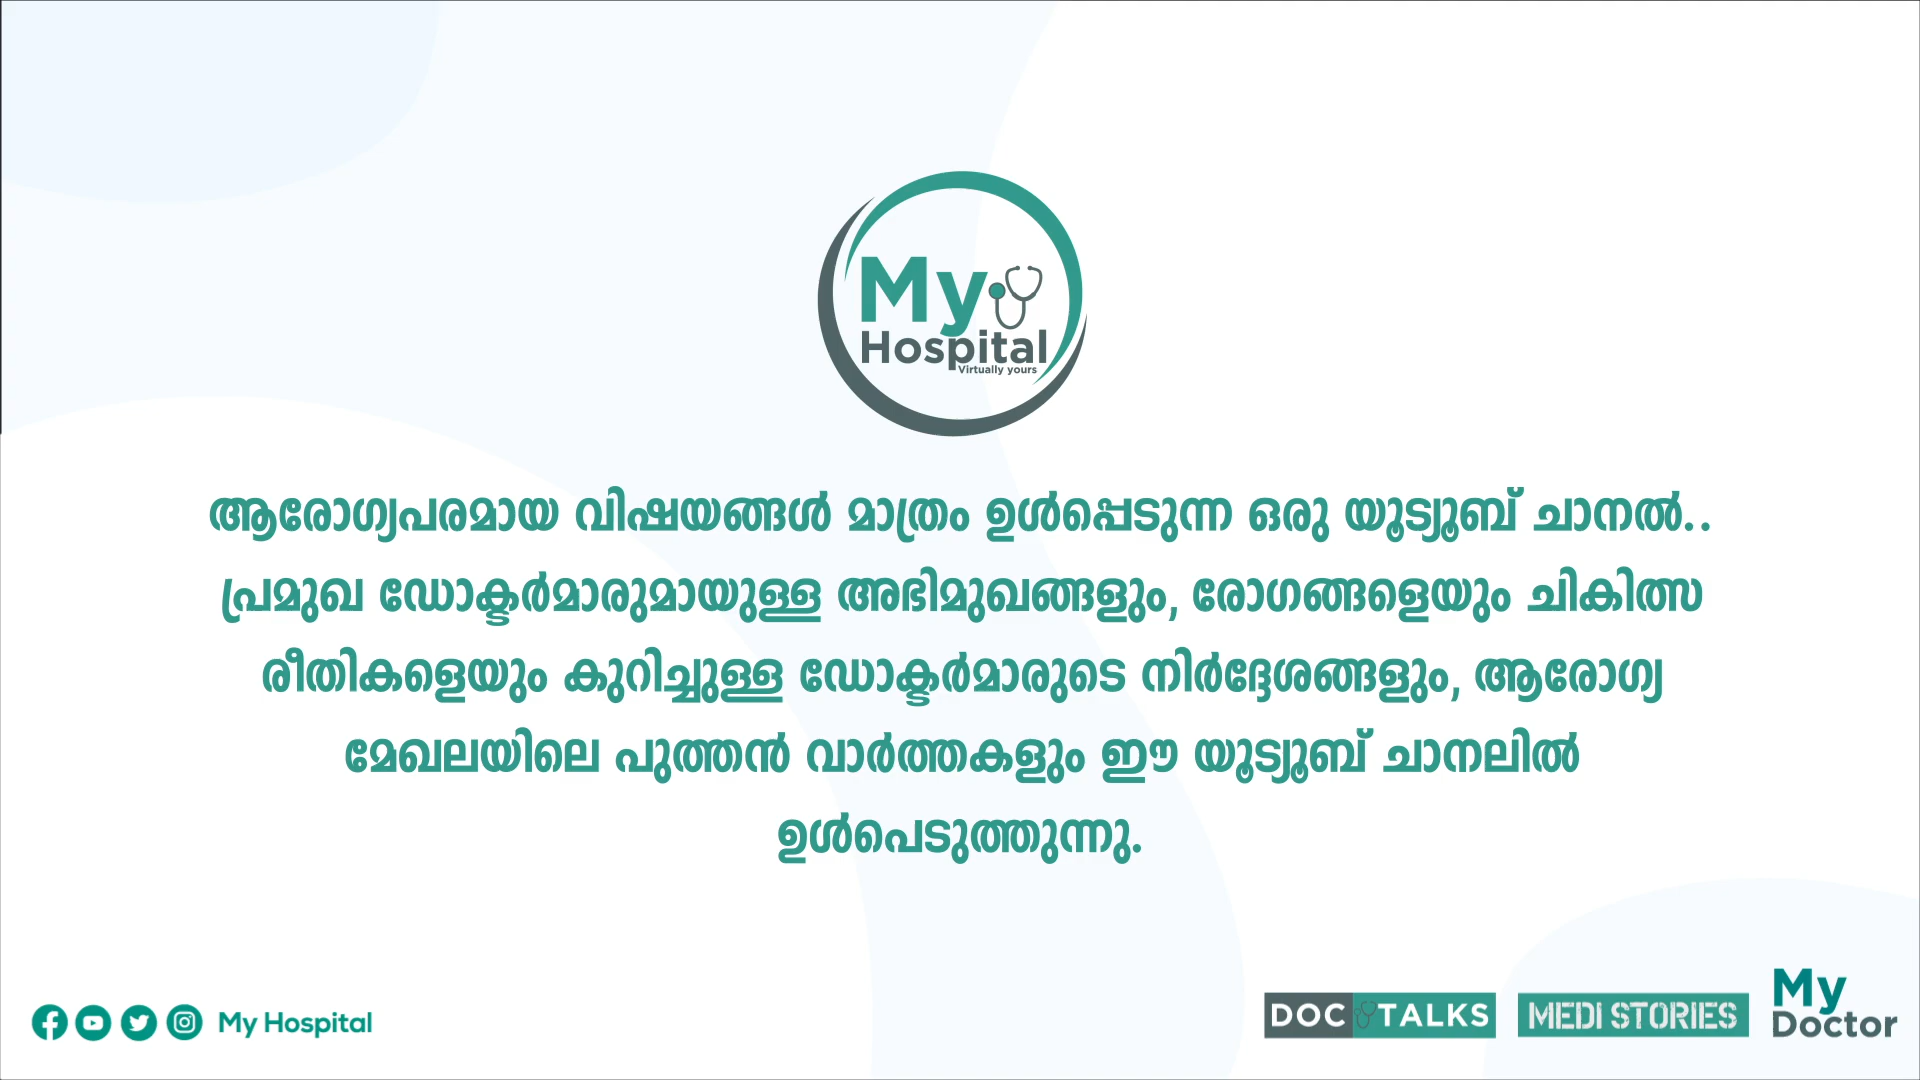 My
Hospital
Virtually yours
ആരോഗ്യപരമായ വിഷയങ്ങൾ മാത്രം ഉൾപ്പെടുന്ന ഒരു യൂട്യൂബ് ചാനൽ..
പ്രമുഖ ഡോക്ടർമാരുമായുള്ള അഭിമുഖങ്ങളും, രോഗങ്ങളെയും ചികിത്സ
രീതികളെയും കുറിച്ചുള്ള ഡോക്ടർമാരുടെ നിർദ്ദേശങ്ങളും, ആരോഗ്യ
മേഖലയിലെ പുത്തൻ വാർത്തകളും ഈ യൂട്യൂബ് ചാനലിൽ
ഉൾപെടുത്തുന്നു.
My Hospital
DOC TALKS
MEDI STORIES
My
Doctor